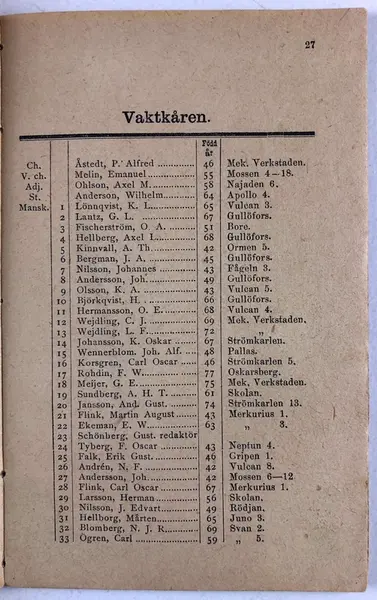 27
Vaktkåren.
Född år
Ch. Åstedt, P. Alfred 46 Mek. Verkstaden.
V. ch. Melin, Emanuel 55 Mossen 4—18.
Adj. Ohlson, Axel M. 58 Najaden 6.
St. Anderson, Wilhelm 64 Apollo 4.
Mansk. 1 Lönnqvist, K. L. 65 Vulcan 3.
2 Lautz, G. L. 67 Gullöfors.
3 Fischerström, O. A. 51 Bore.
4 Hellberg, Axel L. 68 Gullöfors.
5 Kinnvall, A. Th. 42 Ormen 5.
6 Bergman, J. A. 45 Gullöfors.
7 Nilsson, Johannes 43 Fågeln 3.
8 Andersson, Joh. 49 Gullöfors.
9 Olsson, K. A. 43 Vulcan 5.
10 Björkqvist, H. 66 Gullöfors.
11 Hermansson, O. E. 68 Vulcan 4.
12 Wejdling, C. J. 69 Mek. Verkstaden.
13 Wejdling, L. F. 72 „ „
14 Johansson, K. Oskar 67 Strömkarlen.
15 Wennerblom. Joh. Alf. 48 Pallas.
16 Korsgren, Carl Oscar 46 Strömkarlen 5.
17 Rohdin, F. W. 77 Oskarsberg.
18 Meijer, G. E. 75 Mek. Verkstaden.
19 Sundberg, A. H. T. 61 Skolan.
20 Jansson, And. Gust. 74 Strömkarlen 13.
21 Flink, Martin August 43 Merkurius 1.
22 Ekeman, E. W. 63 „ 3.
23 Schönberg, Gust. redaktör
24 Tyberg, F. Oscar 43 Neptun 4.
25 Falk, Erik Gust. 46 Gripen 1.
26 Andrén, N. F. 42 Vulcan 8.
27 Andersson, Joh. 42 Mossen 6—12
28 Flink, Carl Oscar 67 Merkurius 1.
29 Larsson, Herman 56 Skolan.
30 Nilsson, J. Edvart 49 Rödjan.
31 Hellborg, Mårten 65 Juno 3.
32 Blomberg, N. J. R. 69 Svan 2.
33 Ögren, Carl 59 „ 5.